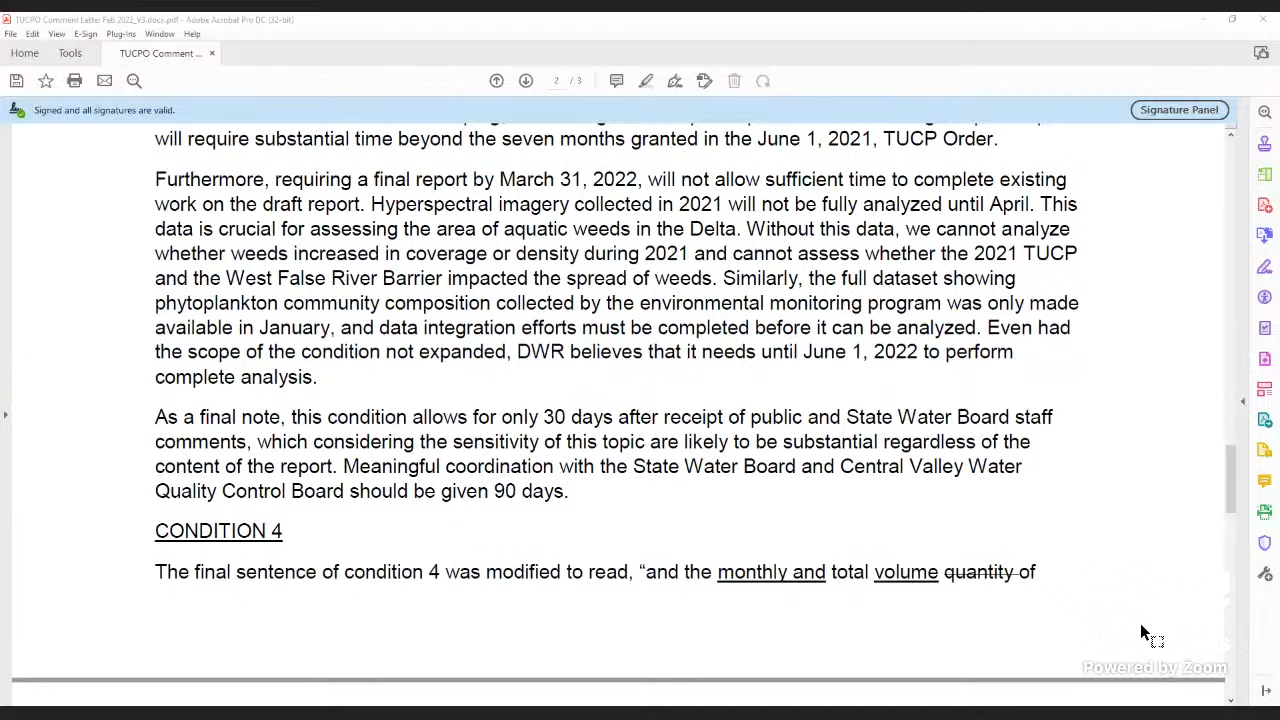 TUCPO Comment Letter Feb 2022_V3.docx.pdf - Adobe Acrobat Pro DC (32-bit)
File Edit View E-Sign Plug-Ins Window Help
Home Tools TUCPO Comment ... ×
2 / 3
Signed and all signatures are valid.
Signature Panel
will require substantial time beyond the seven months granted in the June 1, 2021, TUCP Order.
Furthermore, requiring a final report by March 31, 2022, will not allow sufficient time to complete existing
work on the draft report. Hyperspectral imagery collected in 2021 will not be fully analyzed until April. This
data is crucial for assessing the area of aquatic weeds in the Delta. Without this data, we cannot analyze
whether weeds increased in coverage or density during 2021 and cannot assess whether the 2021 TUCP
and the West False River Barrier impacted the spread of weeds. Similarly, the full dataset showing
phytoplankton community composition collected by the environmental monitoring program was only made
available in January, and data integration efforts must be completed before it can be analyzed. Even had
the scope of the condition not expanded, DWR believes that it needs until June 1, 2022 to perform
complete analysis.
As a final note, this condition allows for only 30 days after receipt of public and State Water Board staff
comments, which considering the sensitivity of this topic are likely to be substantial regardless of the
content of the report. Meaningful coordination with the State Water Board and Central Valley Water
Quality Control Board should be given 90 days.
CONDITION 4
The final sentence of condition 4 was modified to read, “and the monthly and total volume quantity of
Powered by Zoom